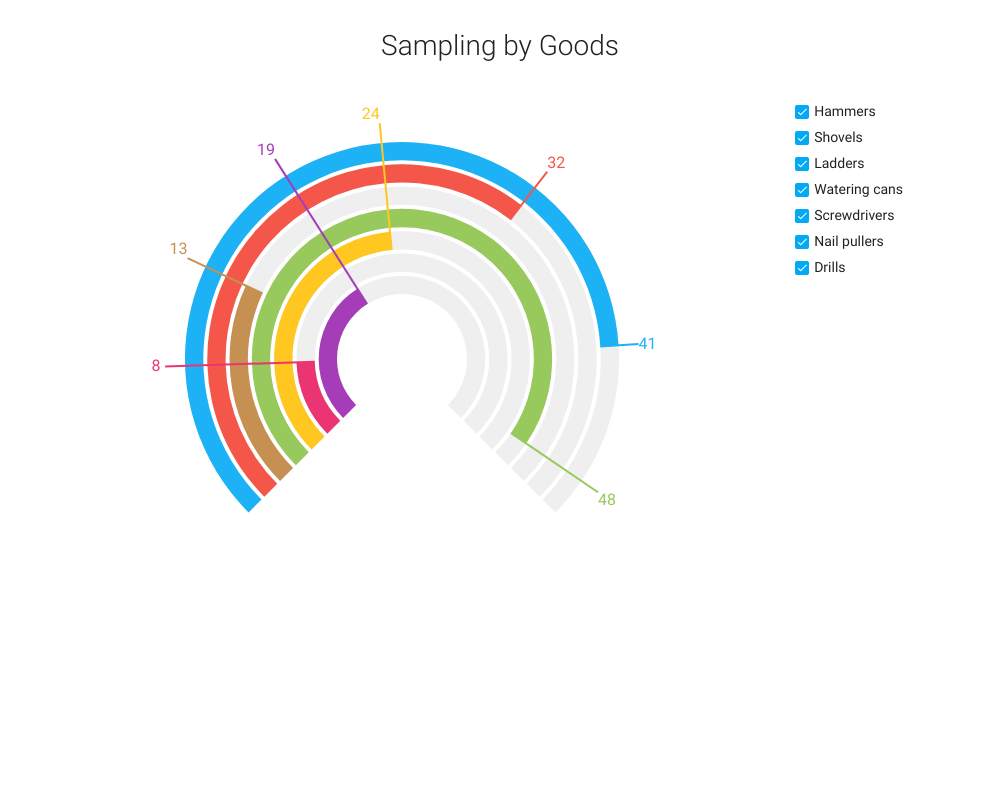 Sampling by Goods
24
19
32
13
8
41
48
Hammers
Shovels
Ladders
Watering cans
Screwdrivers
Nail pullers
Drills